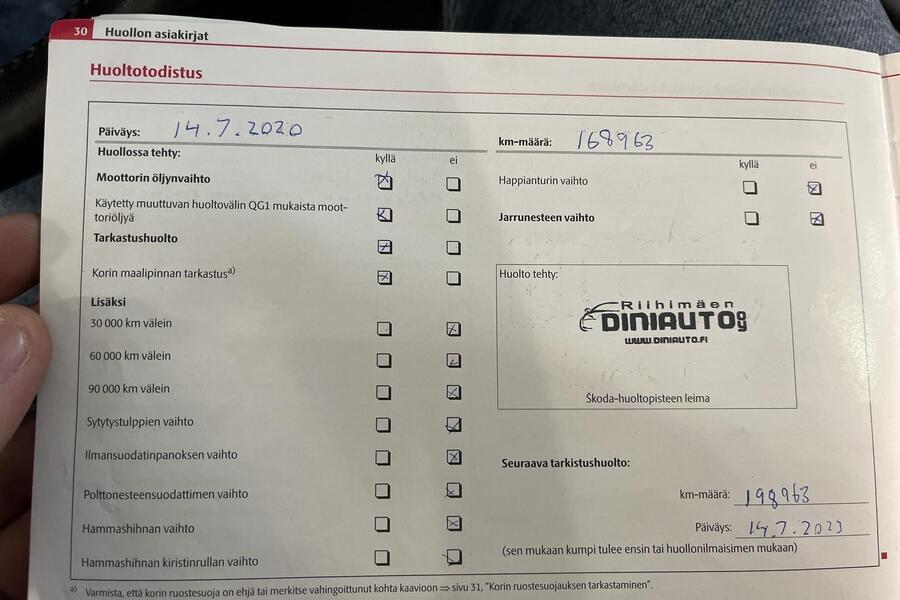 30 Huollon asiakirjat
Huoltotodistus
Päiväys: 14.7.2020
km-määrä: 168963
Huollossa tehty: kyllä ei
Moottorin öljynvaihto
Käytetty muuttuvan huoltovälin QG1 mukaista moot-
toriöljyä
Tarkastushuolto
Korin maalipinnan tarkastus a)
Lisäksi
30 000 km välein
60 000 km välein
90 000 km välein
Sytytystulppien vaihto
Ilmansuodatinpanoksen vaihto
Polttonesteensuodattimen vaihto
Hammashihnan vaihto
Hammashihnan kiristinrullan vaihto
kyllä ei
Happianturin vaihto
Jarrunesteen vaihto
Huolto tehty:
Riihimäen
DINIAUTO OY
WWW.DINIAUTO.FI
Škoda-huoltopisteen leima
Seuraava tarkistushuolto:
km-määrä: 198963
Päiväys: 14.7.2023
(sen mukaan kumpi tulee ensin tai huollonilmaisimen mukaan)
a) Varmista, että korin ruostesuoja on ehjä tai merkitse vahingoittunut kohta kaavioon ⇒ sivu 31, "Korin ruostesuojauksen tarkastaminen".